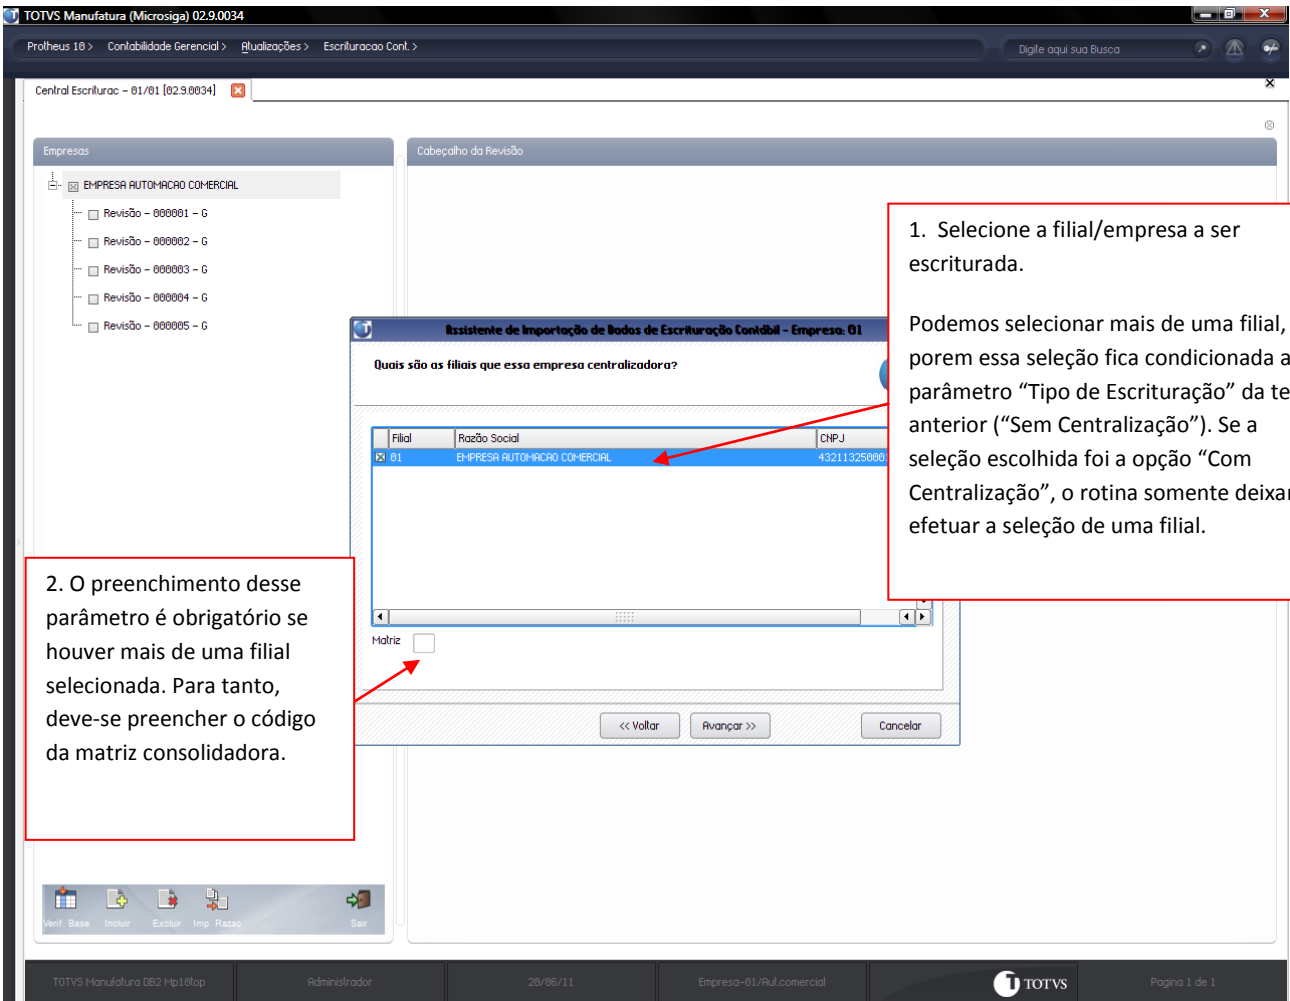 TOTVS Manufatura (Microsiga) 02.9.0034
Protheus 10 > Contabilidade Gerencial > Atualizações > Escrituracao Cont. >
Digite aqui sua Busca
Central Escriturac - 01/01 [02.9.0034]
Empresas
Cabeçalho da Revisão
EMPRESA AUTOMACAO COMERCIAL
Revisão - 000001 - G
Revisão - 000002 - G
Revisão - 000003 - G
Revisão - 000004 - G
Revisão - 000005 - G
1. Selecione a filial/empresa a ser
escriturada.
Podemos selecionar mais de uma filial,
porem essa seleção fica condicionada a
parâmetro “Tipo de Escrituração” da te
anterior (“Sem Centralização”). Se a
seleção escolhida foi a opção “Com
Centralização”, o rotina somente deixar
efetuar a seleção de uma filial.
Assistente de Importação de Dados de Escrituração Contábil - Empresa: 01
Quais são as filiais que essa empresa centralizadora?
Filial Razão Social CNPJ
01 EMPRESA AUTOMACAO COMERCIAL 43211325000
Matriz
<< Voltar Avançar >> Cancelar
2. O preenchimento desse
parâmetro é obrigatório se
houver mais de uma filial
selecionada. Para tanto,
deve-se preencher o código
da matriz consolidadora.
Verif. Base Incluir Excluir Imp. Razao Sair
TOTVS Manufatura DB2 Mp10top Administrador 20/06/11 Empresa-01/Aut.comercial TOTVS Pagina 1 de 1